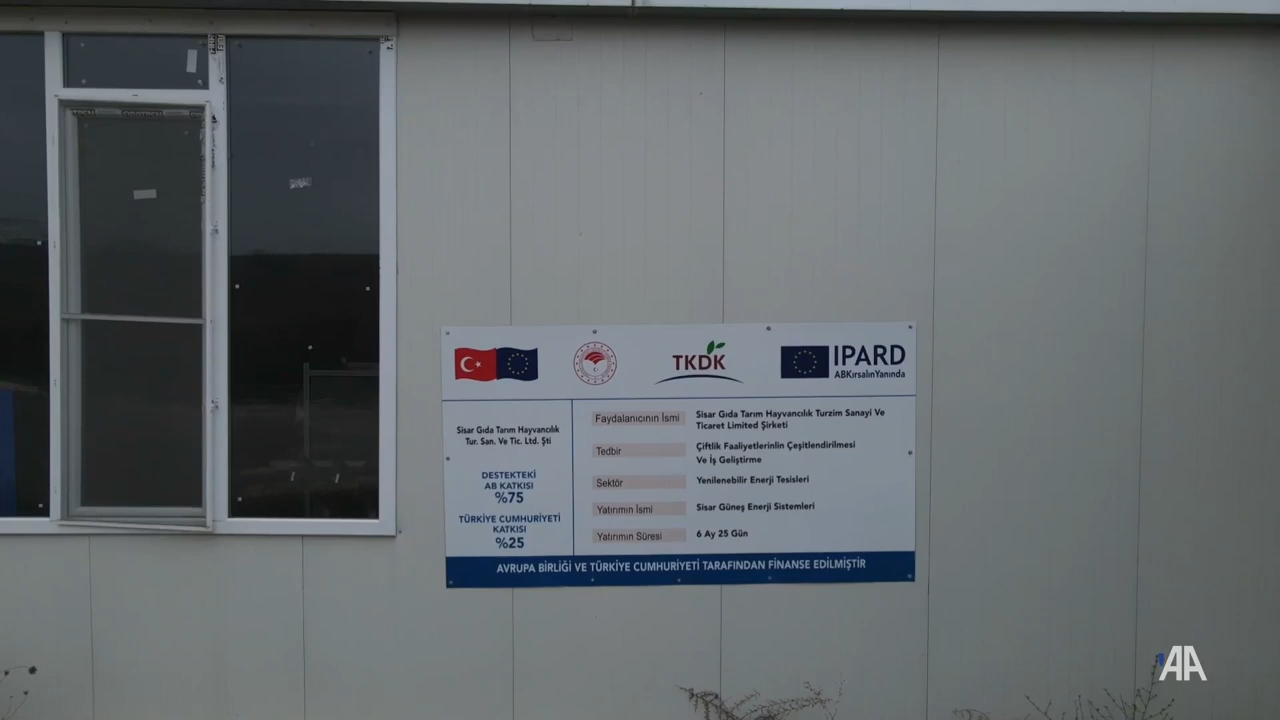 TKDK
IPARD
ABKırsalınYanında
Sisar Gıda Tarım Hayvancılık
Tur. San. Ve Tic. Ltd. Şti
DESTEKTEKİ
AB KATKISI
%75
TÜRKİYE CUMHURİYETİ
KATKISI
%25
Faydalanıcının İsmi
Sisar Gıda Tarım Hayvancılık Turzim Sanayi Ve
Ticaret Limited Şirketi
Tedbir
Çiftlik Faaliyetlerinlin Çeşitlendirilmesi
Ve İş Geliştirme
Sektör
Yenilenebilir Enerji Tesisleri
Yatırımın İsmi
Sisar Güneş Enerji Sistemleri
Yatırımın Süresi
6 Ay 25 Gün
AVRUPA BİRLİĞİ VE TÜRKİYE CUMHURİYETİ TARAFINDAN FİNANSE EDİLMİŞTİR
AA